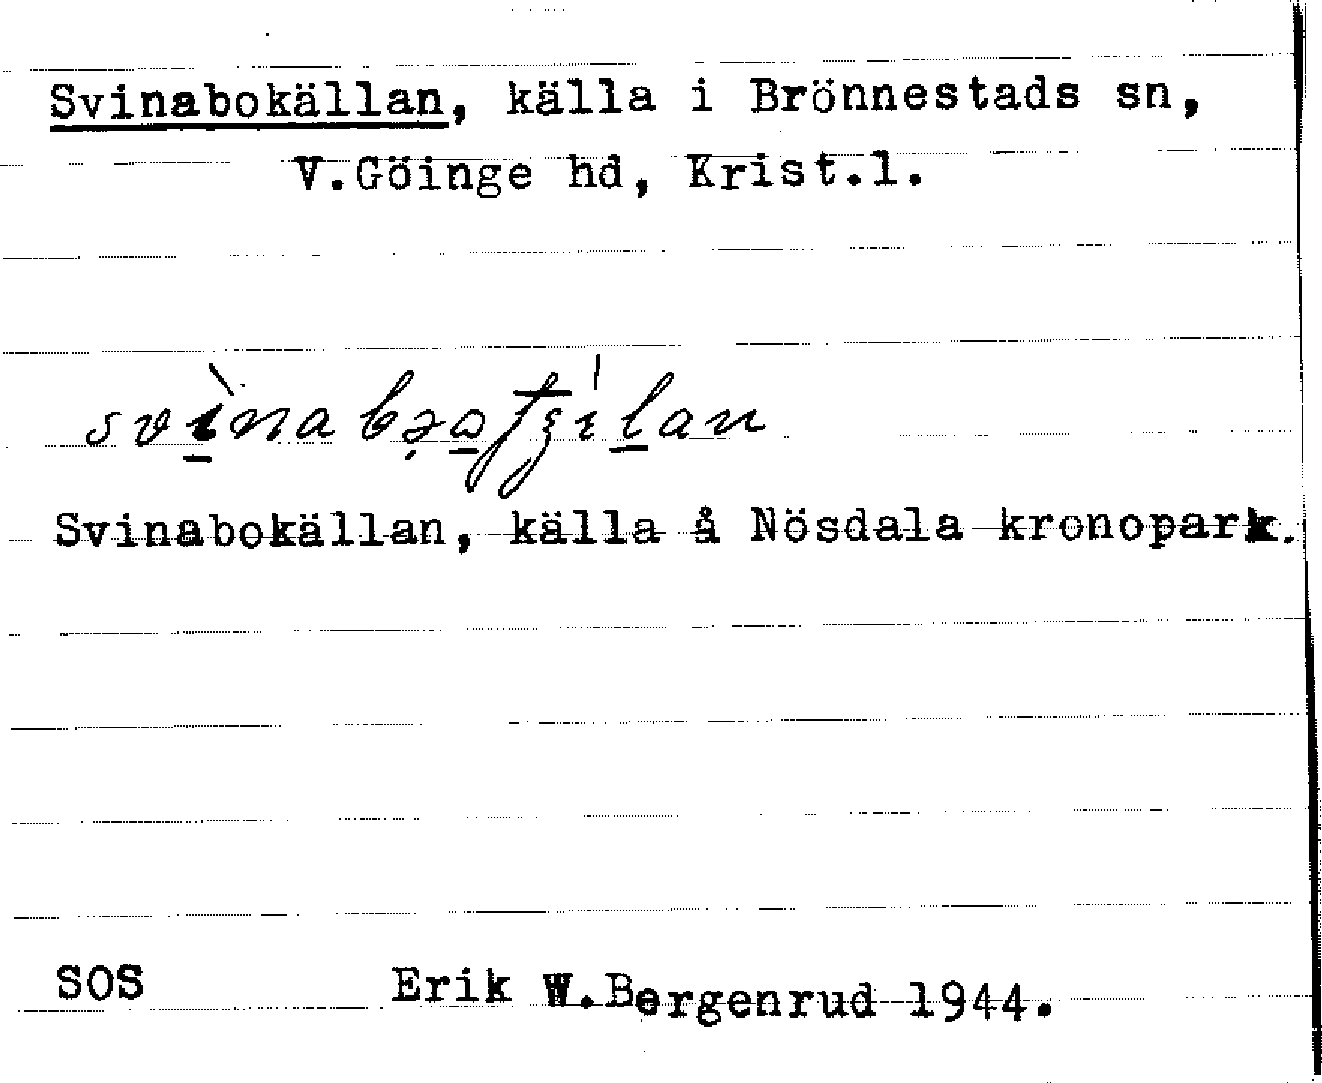 Svinabokällan, källa i Brönnestads sn,
V.Göinge hd, Krist.l.
Svinabokällan, källa å Nösdala kronopark.
SOS Erik W.Bergenrud 1944.